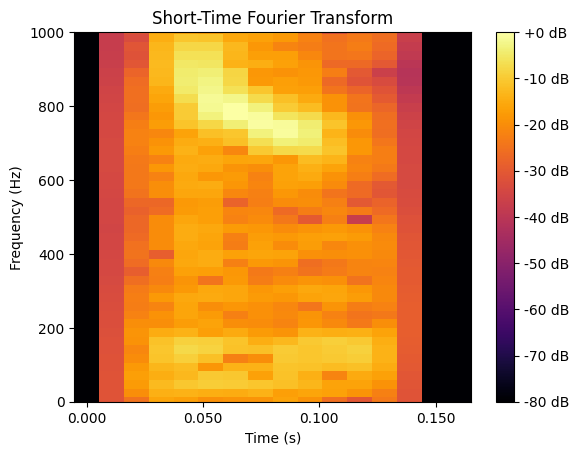 Short-Time Fourier Transform
1000
800
600
400
200
0
Frequency (Hz)
0.000
0.050
0.100
0.150
Time (s)
+0 dB
-10 dB
-20 dB
-30 dB
-40 dB
-50 dB
-60 dB
-70 dB
-80 dB